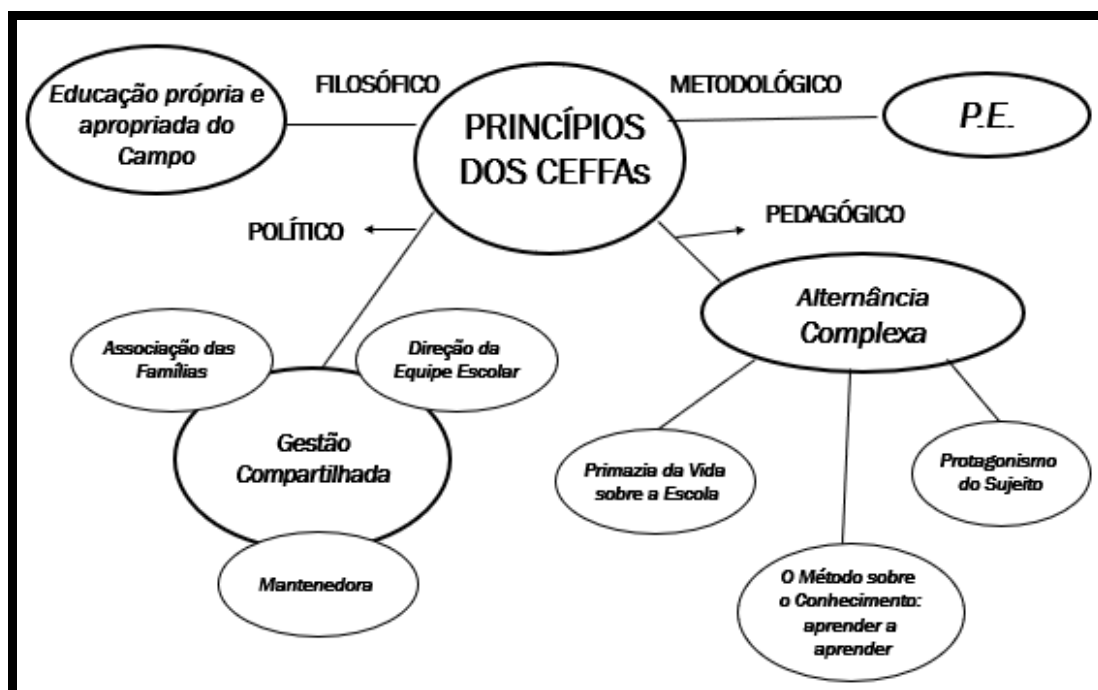 FILOSÓFICO
METODOLÓGICO
Educação própria e
apropriada do
Campo
PRINCÍPIOS
DOS CEFFAs
P.E.
POLÍTICO
PEDAGÓGICO
Alternância
Complexa
Associação das
Famílias
Direção da
Equipe Escolar
Gestão
Compartilhada
Mantenedora
Primazia da Vida
sobre a Escola
Protagonismo
do Sujeito
O Método sobre
o Conhecimento:
aprender a
aprender